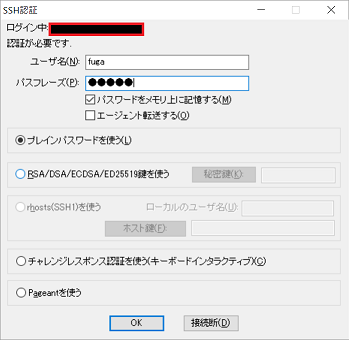 SSH認証
ログイン中:
認証が必要です.
ユーザ名(N): fuga
パスフレーズ(P): ●●●●●
パスワードをメモリ上に記憶する(M)
エージェント転送する(O)
プレインパスワードを使う(L)
RSA/DSA/ECDSA/ED25519鍵を使う 秘密鍵(K):
rhosts(SSH1)を使う ローカルのユーザ名(U):
ホスト鍵(F):
チャレンジレスポンス認証を使う(キーボードインタラクティブ)(C)
Pageantを使う
OK 接続断(D)